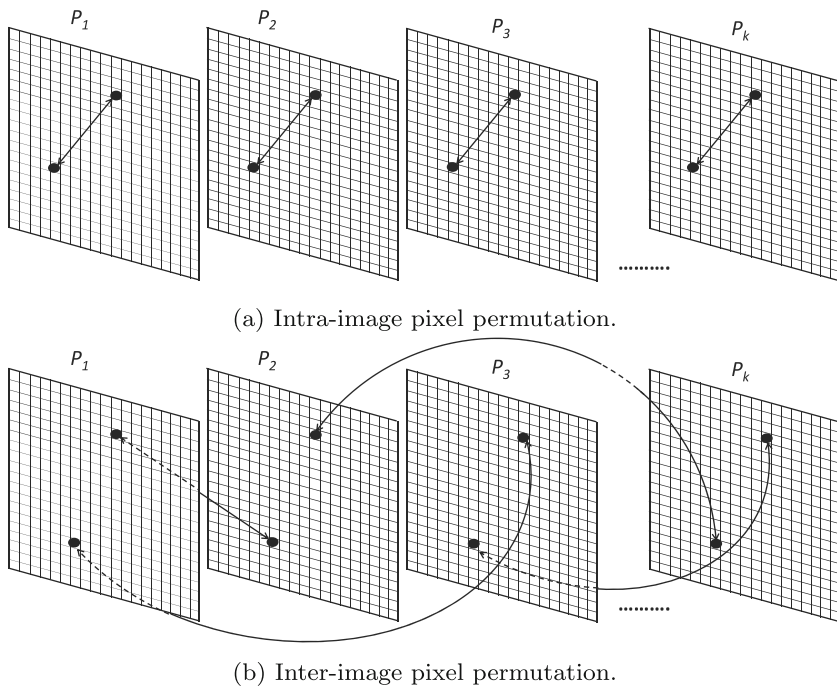 P1 P2 P3 Pk
..........
(a) Intra-image pixel permutation.
P1 P2 P3 Pk
..........
(b) Inter-image pixel permutation.